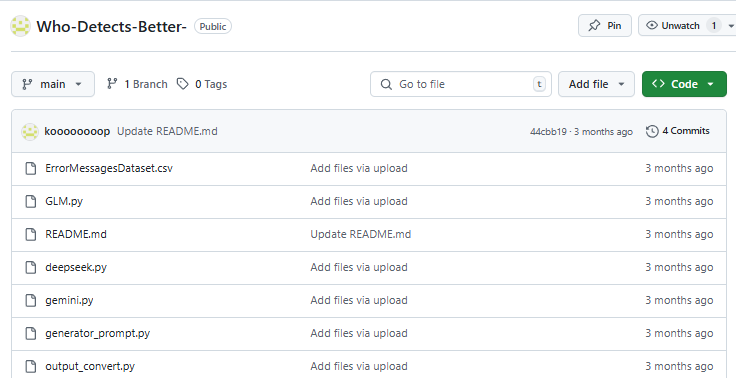 Who-Detects-Better- Public Pin Unwatch 1
main 1 Branch 0 Tags Go to file t Add file Code
koooooooop Update README.md 44cbb19 · 3 months ago 4 Commits
ErrorMessagesDataset.csv Add files via upload 3 months ago
GLM.py Add files via upload 3 months ago
README.md Update README.md 3 months ago
deepseek.py Add files via upload 3 months ago
gemini.py Add files via upload 3 months ago
generator_prompt.py Add files via upload 3 months ago
output_convert.py Add files via upload 3 months ago